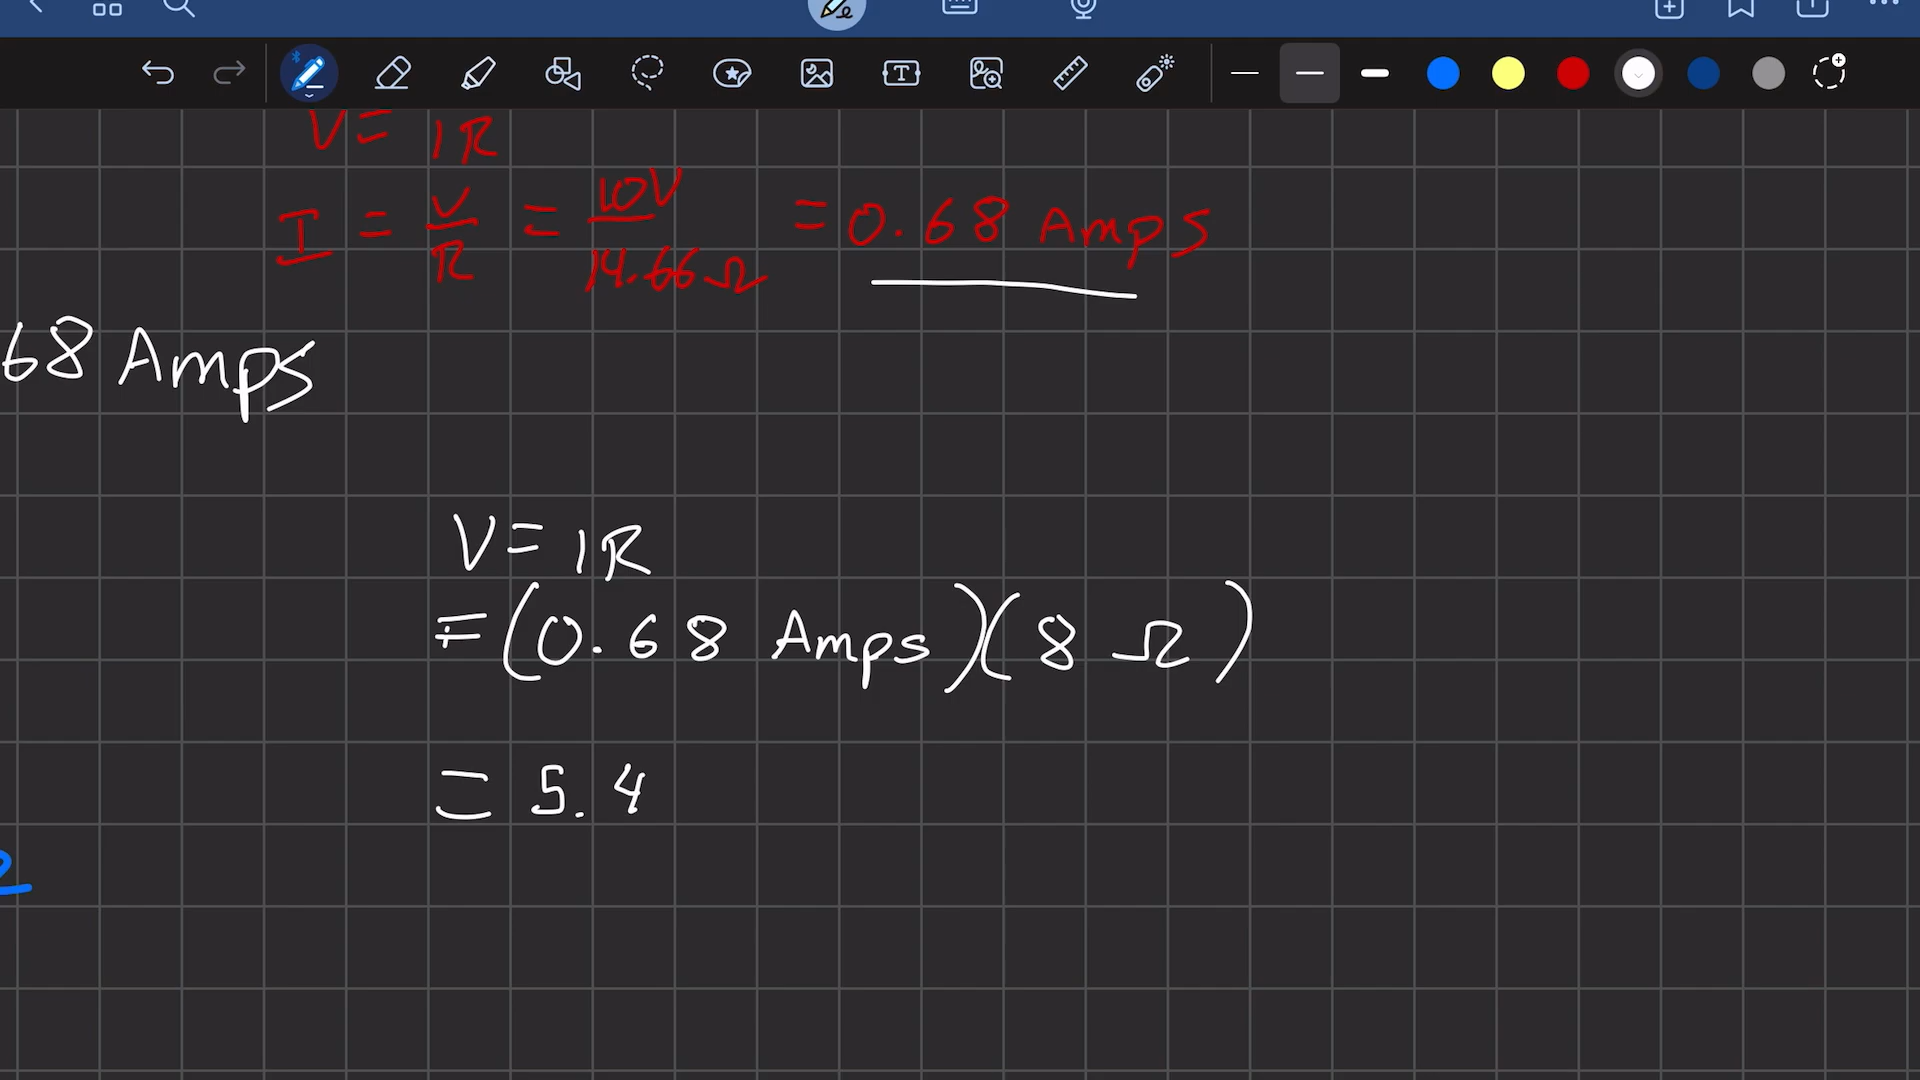 V = IR
I = V/R = 10V/14.66Ω = 0.68 Amps
68 Amps
V = IR
= (0.68 Amps)(8 Ω)
= 5.4